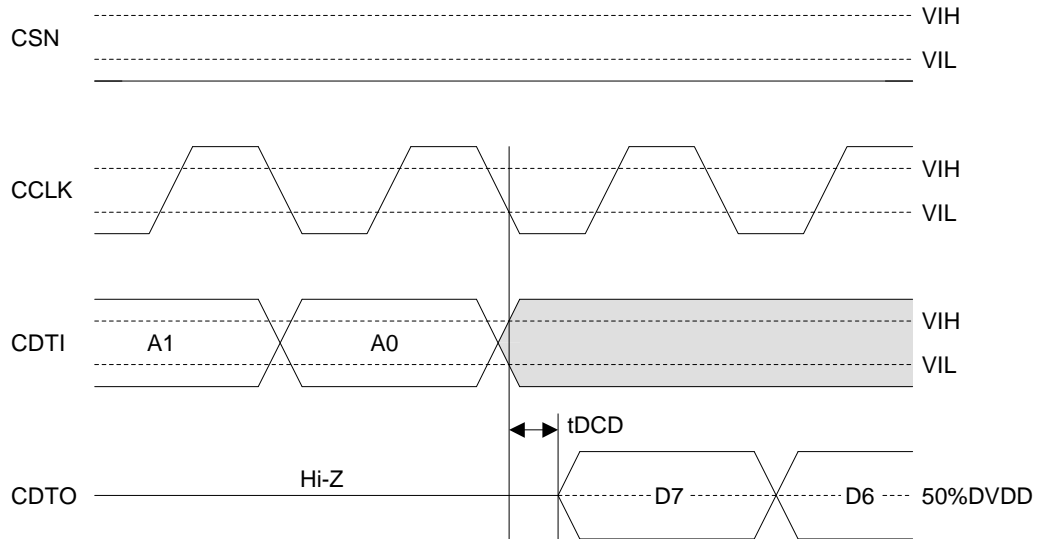 VIH
CSN
VIL
VIH
CCLK
VIL
VIH
CDTI A1 A0
VIL
tDCD
Hi-Z
CDTO D7 D6 50%DVDD